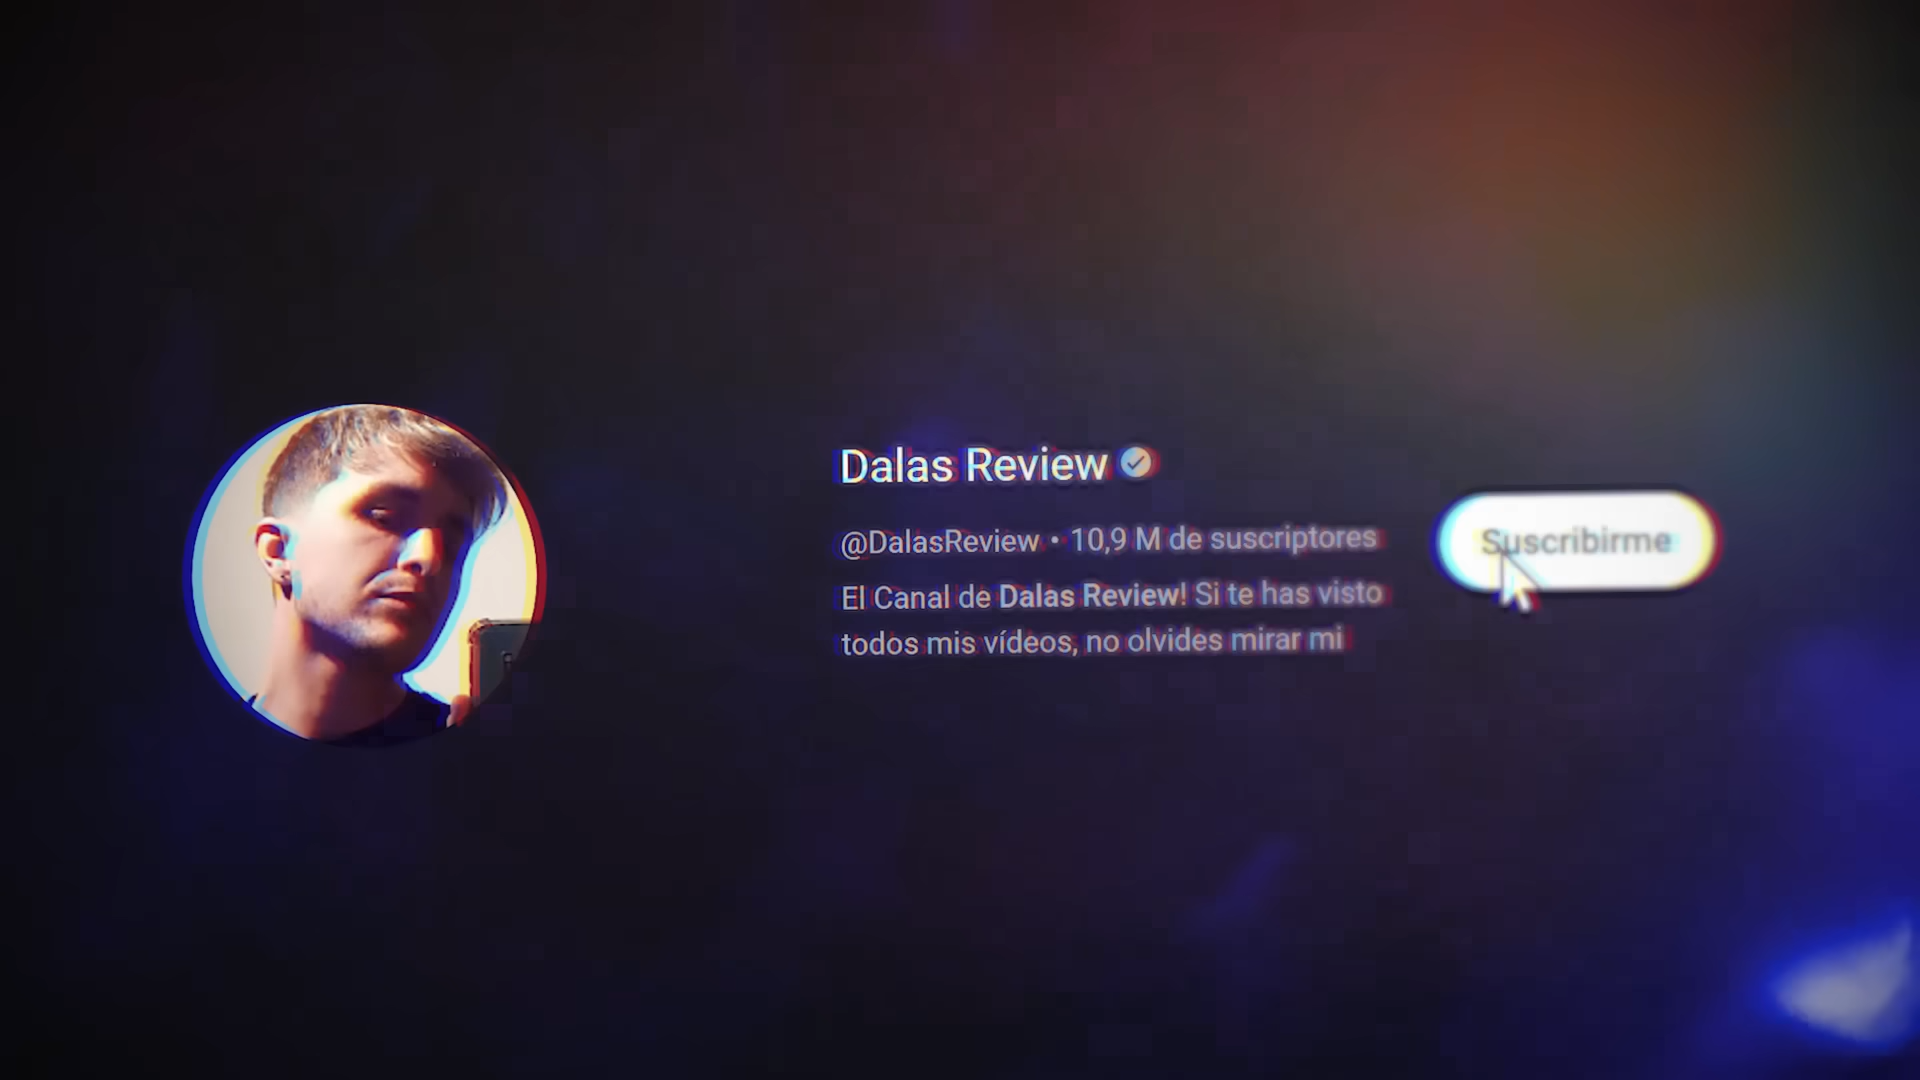 Dalas Review
@DalasReview • 10,9 M de suscriptores
Suscribirme
El Canal de Dalas Review! Si te has visto
todos mis vídeos, no olvides mirar mi